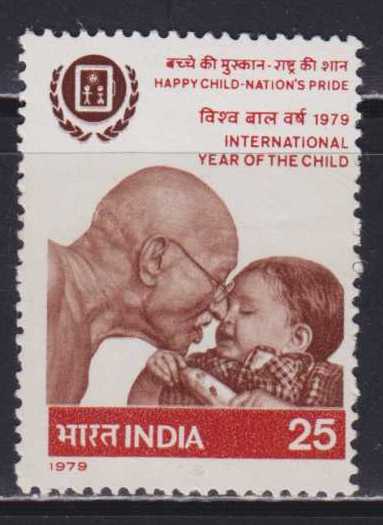 बच्चे की मुस्कान - राष्ट्र की शान
HAPPY CHILD-NATION'S PRIDE
विश्व बाल वर्ष 1979
INTERNATIONAL
YEAR OF THE CHILD
भारत INDIA 25
1979